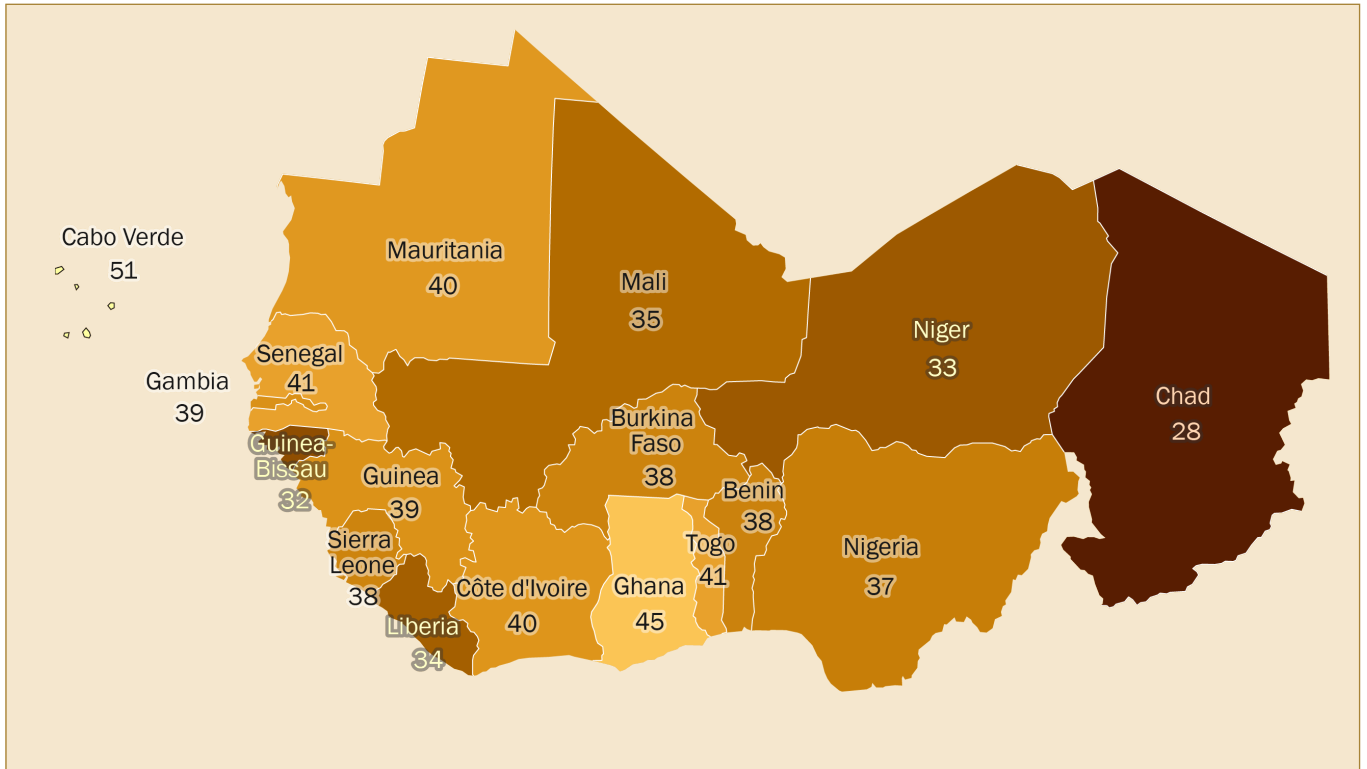 Cabo Verde
51
Mauritania
40
Mali
35
Niger
33
Chad
28
Senegal
41
Gambia
39
Guinea-
Bissau
32
Guinea
39
Burkina
Faso
38
Benin
38
Sierra
Leone
38
Liberia
34
Côte d'Ivoire
40
Ghana
45
Togo
41
Nigeria
37